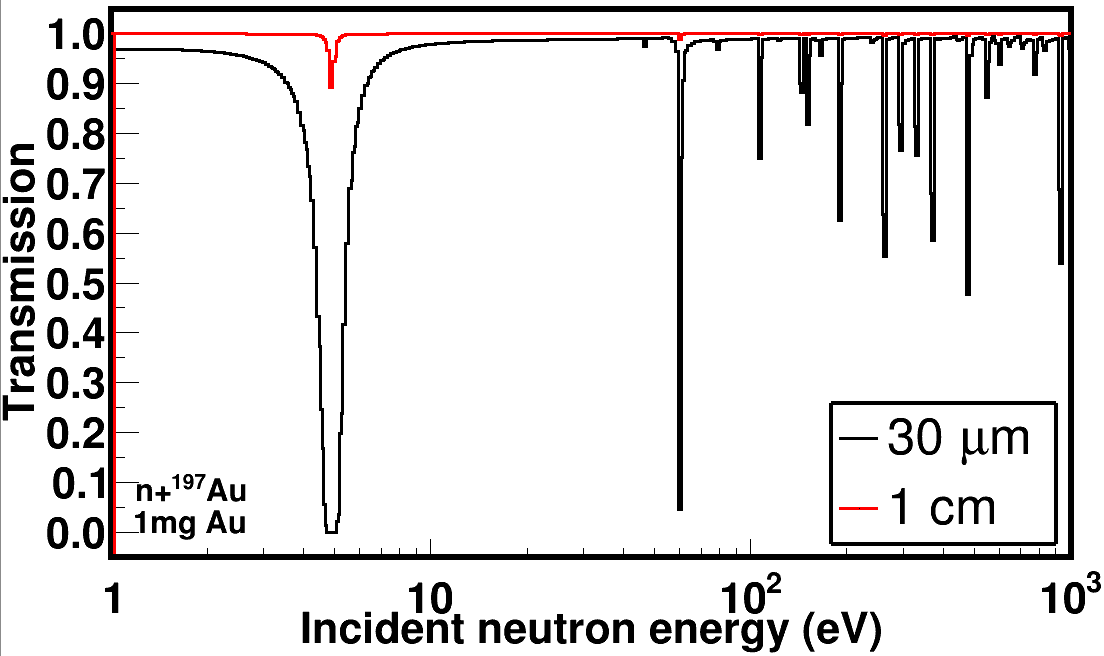 1.0
0.9
0.8
0.7
0.6
0.5
0.4
0.3
0.2
0.1
0.0
Transmission
n+¹⁹⁷Au
1mg Au
30 μm
1 cm
1 10 10² 10³
Incident neutron energy (eV)